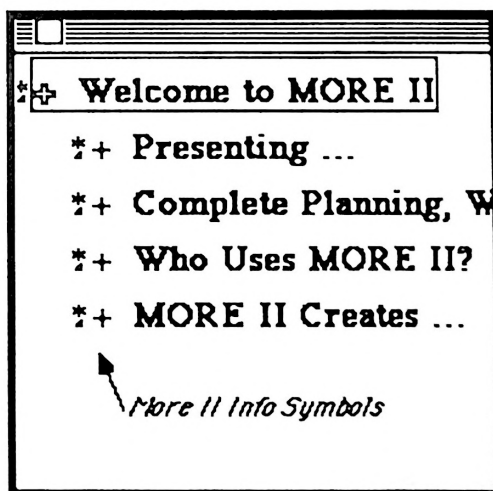 Welcome to MORE II
*+ Presenting ...
*+ Complete Planning, W
*+ Who Uses MORE II?
*+ MORE II Creates ...
More II Info Symbols